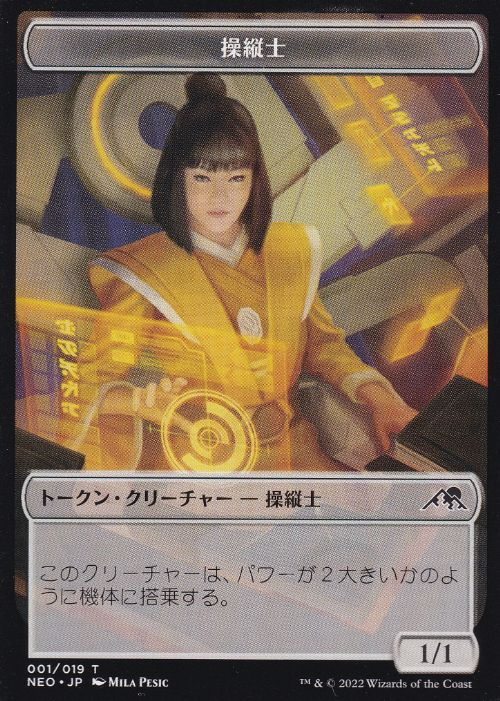 操縦士
トークン・クリーチャー — 操縦士
このクリーチャーは、パワーが2大きいかのよ
うに機体に搭乗する。
1/1
001/019 T
NEO • JP MILA PESIC
™ & © 2022 Wizards of the Coast